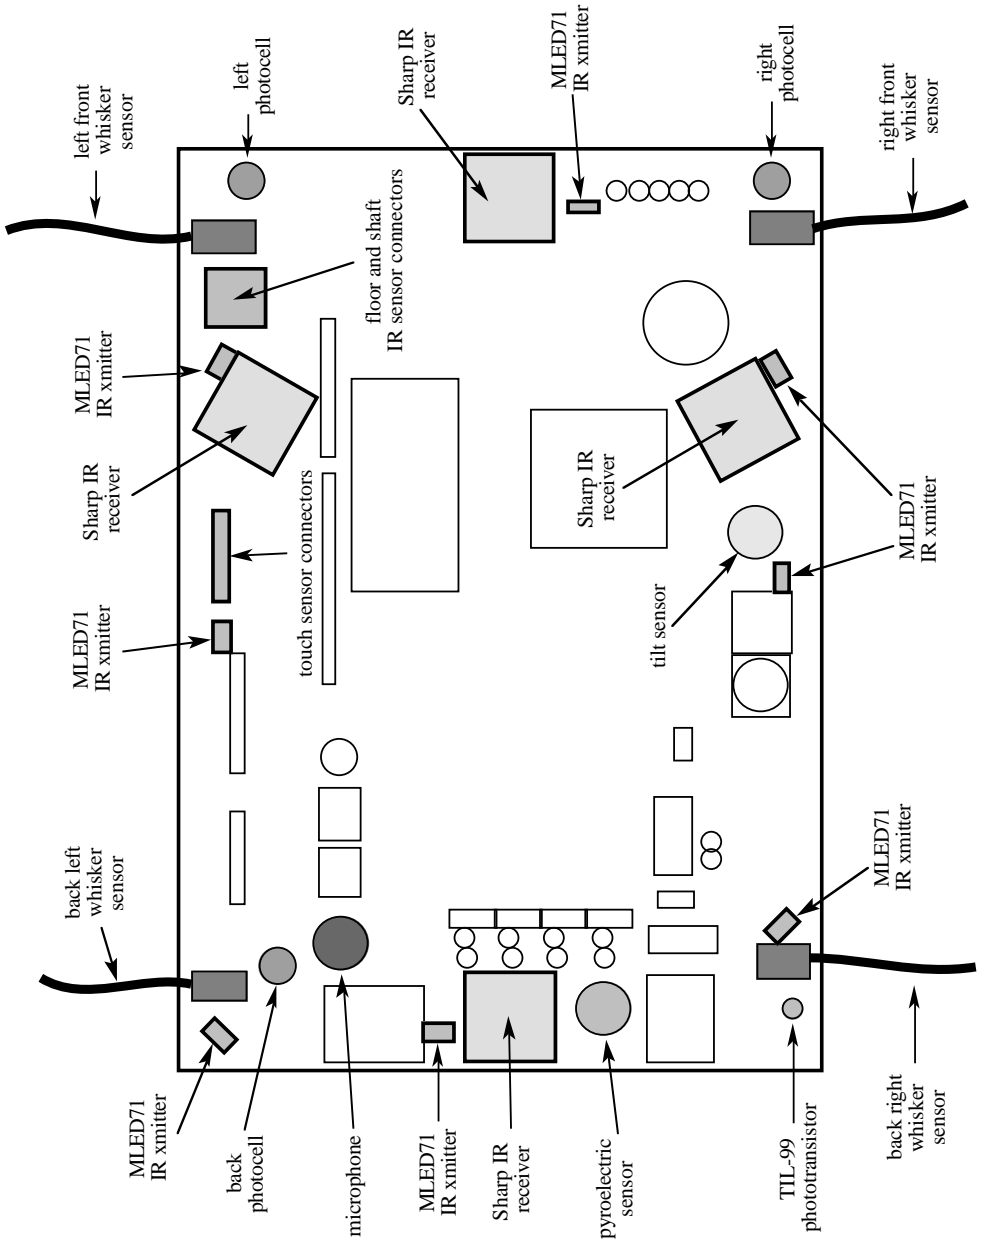 left front
whisker
sensor
left
photocell
Sharp IR
receiver
MLED71
IR xmitter
right
photocell
right front
whisker
sensor
floor and shaft
IR sensor connectors
MLED71
IR xmitter
Sharp IR
receiver
Sharp IR
receiver
MLED71
IR xmitter
touch sensor connectors
tilt sensor
MLED71
IR xmitter
back left
whisker
sensor
MLED71
IR xmitter
MLED71
IR xmitter
back
photocell
microphone
MLED71
IR xmitter
Sharp IR
receiver
pyroelectric
sensor
TIL-99
phototransistor
back right
whisker
sensor